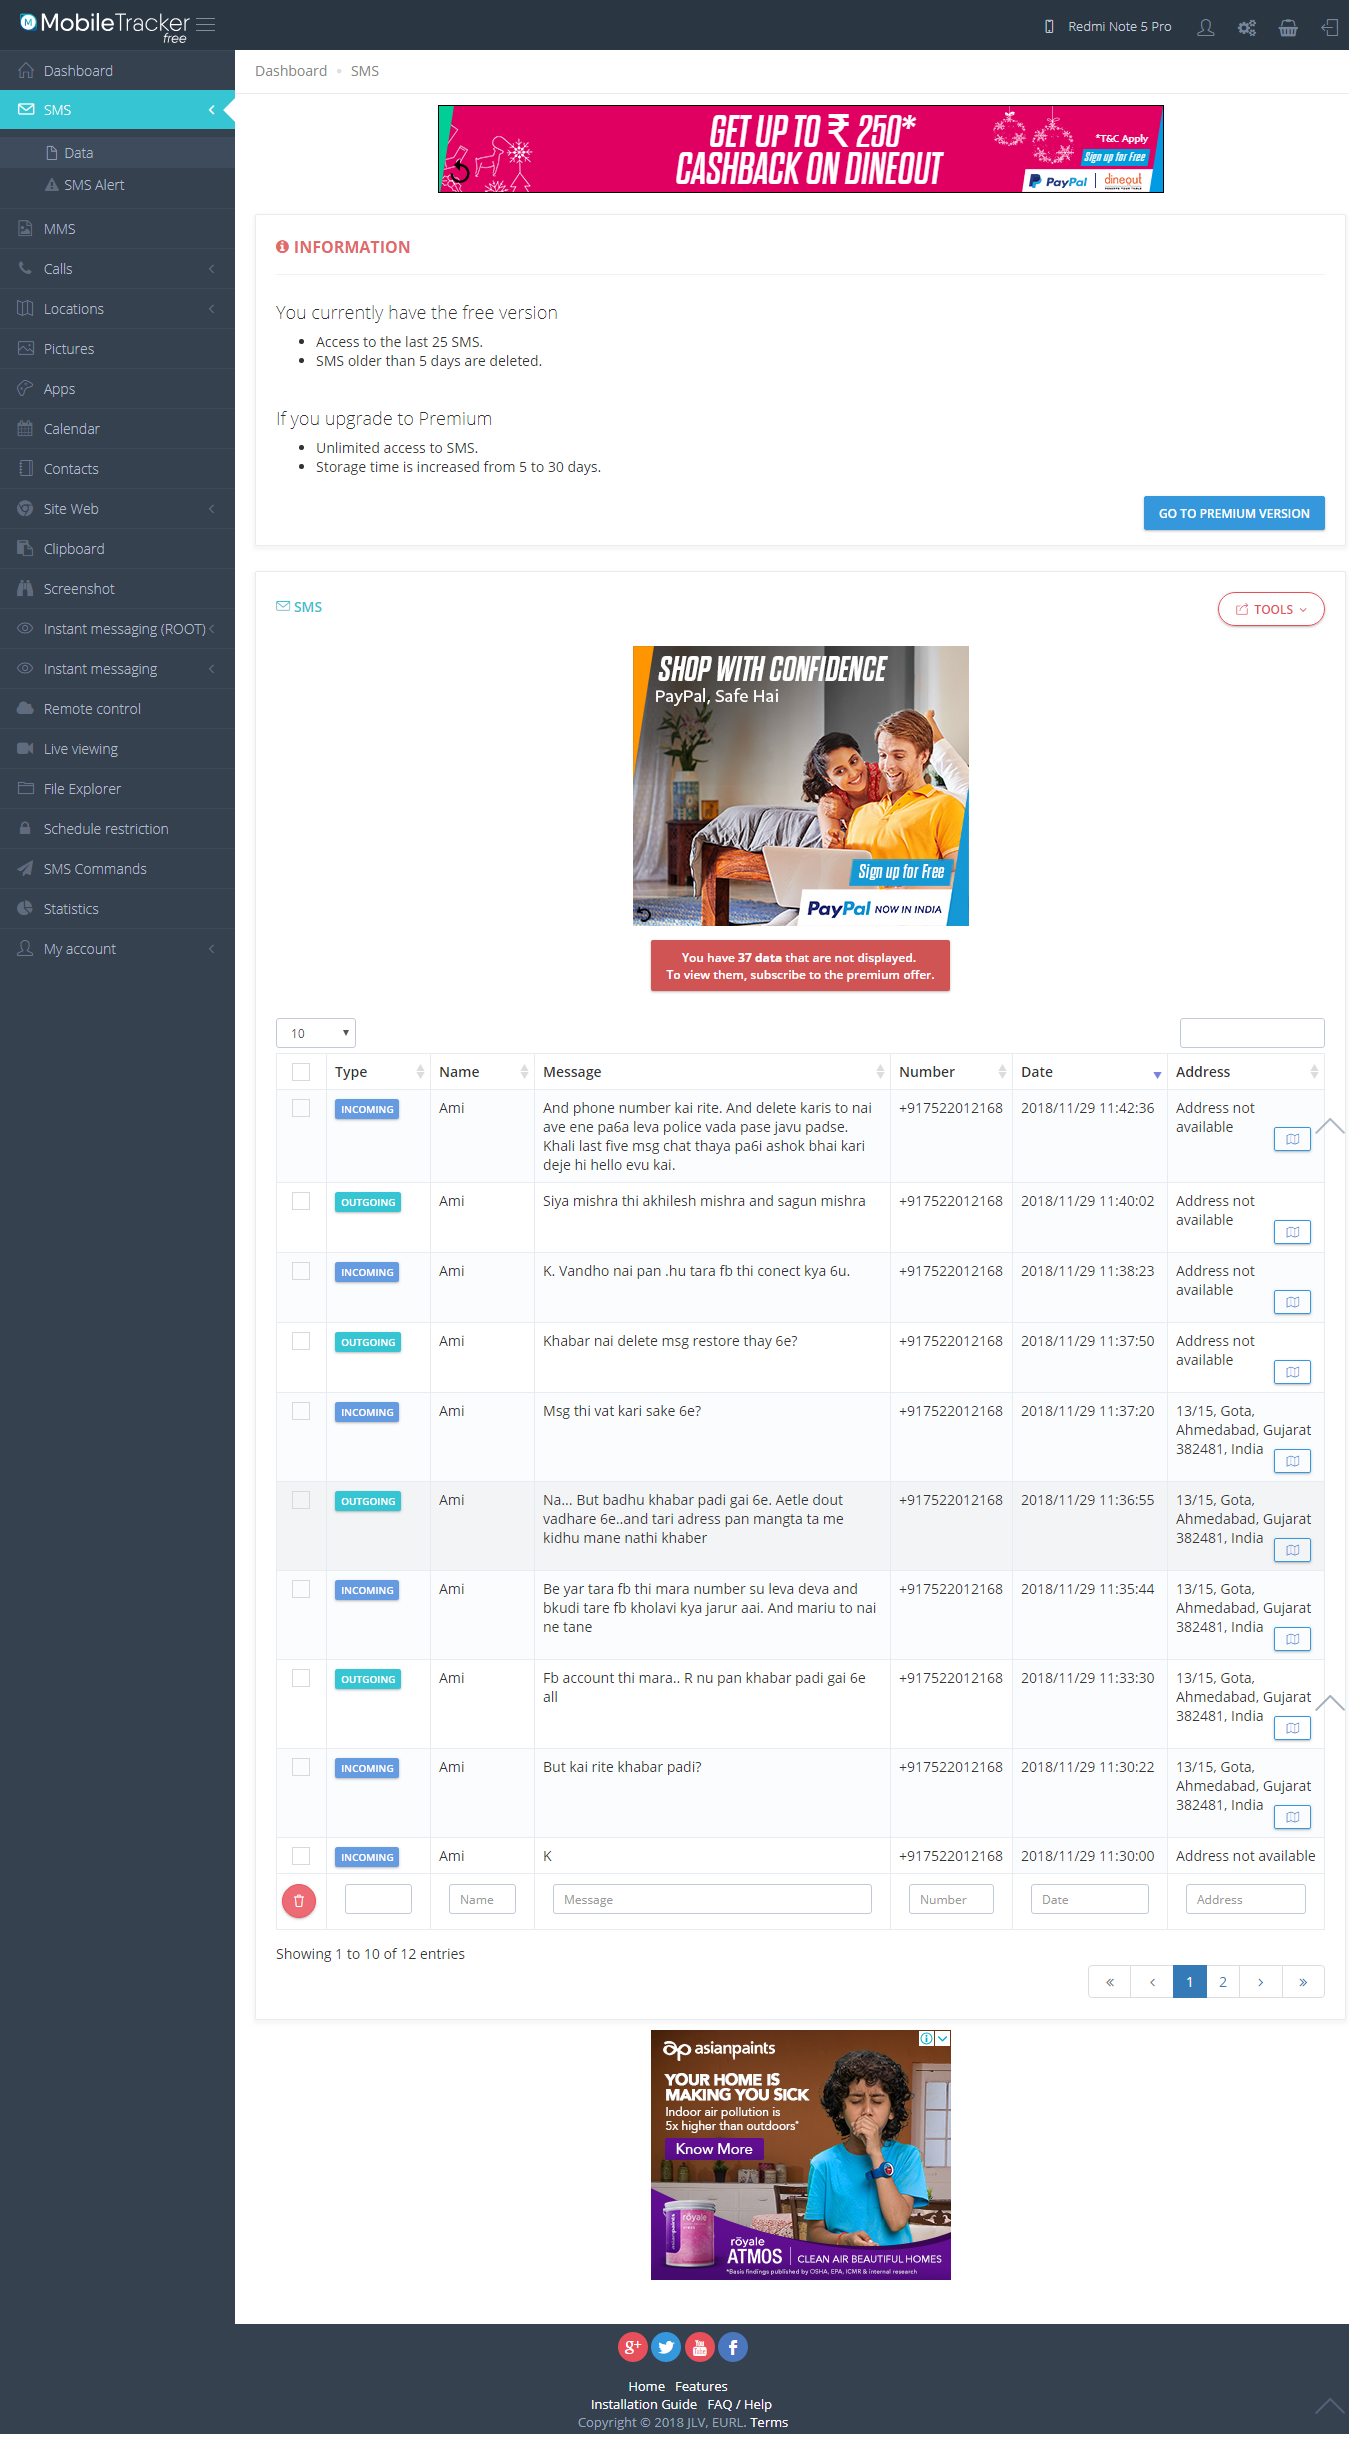 MobileTracker
free
Redmi Note 5 Pro
Dashboard
SMS
Data
SMS Alert
MMS
Calls
Locations
Pictures
Apps
Calendar
Contacts
Site Web
Clipboard
Screenshot
Instant messaging (ROOT)
Instant messaging
Remote control
Live viewing
File Explorer
Schedule restriction
SMS Commands
Statistics
My account
Dashboard • SMS
GET UP TO ₹ 250*
CASHBACK ON DINEOUT
*T&C Apply
Sign up for Free
PayPal | dineout
INFORMATION
You currently have the free version
• Access to the last 25 SMS.
• SMS older than 5 days are deleted.
If you upgrade to Premium
• Unlimited access to SMS.
• Storage time is increased from 5 to 30 days.
GO TO PREMIUM VERSION
SMS
TOOLS
SHOP WITH CONFIDENCE
PayPal, Safe Hai
Sign up for Free
PayPal NOW IN INDIA
You have 37 data that are not displayed.
To view them, subscribe to the premium offer.
10
Type Name Message Number Date Address
INCOMING Ami And phone number kai rite. And delete karis to nai +917522012168 2018/11/29 11:42:36 Address not
ave ene pa6a leva police vada pase javu padse. available
Khali last five msg chat thaya pa6i ashok bhai kari
deje hi hello evu kai.
OUTGOING Ami Siya mishra thi akhilesh mishra and sagun mishra +917522012168 2018/11/29 11:40:02 Address not
available
INCOMING Ami K. Vandho nai pan .hu tara fb thi conect kya 6u. +917522012168 2018/11/29 11:38:23 Address not
available
OUTGOING Ami Khabar nai delete msg restore thay 6e? +917522012168 2018/11/29 11:37:50 Address not
available
INCOMING Ami Msg thi vat kari sake 6e? +917522012168 2018/11/29 11:37:20 13/15, Gota,
Ahmedabad, Gujarat
382481, India
OUTGOING Ami Na... But badhu khabar padi gai 6e. Aetle dout +917522012168 2018/11/29 11:36:55 13/15, Gota,
vadhare 6e..and tari adress pan mangta ta me Ahmedabad, Gujarat
kidhu mane nathi khaber 382481, India
INCOMING Ami Be yar tara fb thi mara number su leva deva and +917522012168 2018/11/29 11:35:44 13/15, Gota,
bkudi tare fb kholavi kya jarur aai. And mariu to nai Ahmedabad, Gujarat
ne tane 382481, India
OUTGOING Ami Fb account thi mara.. R nu pan khabar padi gai 6e +917522012168 2018/11/29 11:33:30 13/15, Gota,
all Ahmedabad, Gujarat
382481, India
INCOMING Ami But kai rite khabar padi? +917522012168 2018/11/29 11:30:22 13/15, Gota,
Ahmedabad, Gujarat
382481, India
INCOMING Ami K +917522012168 2018/11/29 11:30:00 Address not available
Name Message Number Date Address
Showing 1 to 10 of 12 entries
« ‹ 1 2 › »
asianpaints
YOUR HOME IS
MAKING YOU SICK
Indoor air pollution is
5x higher than outdoors*
Know More
royale
royale
ATMOS | CLEAN AIR BEAUTIFUL HOMES
*Basis findings published by OSHA, EPA, ICMR & internal research
g+ You Tube f
Home Features
Installation Guide FAQ / Help
Copyright © 2018 JLV, EURL. Terms